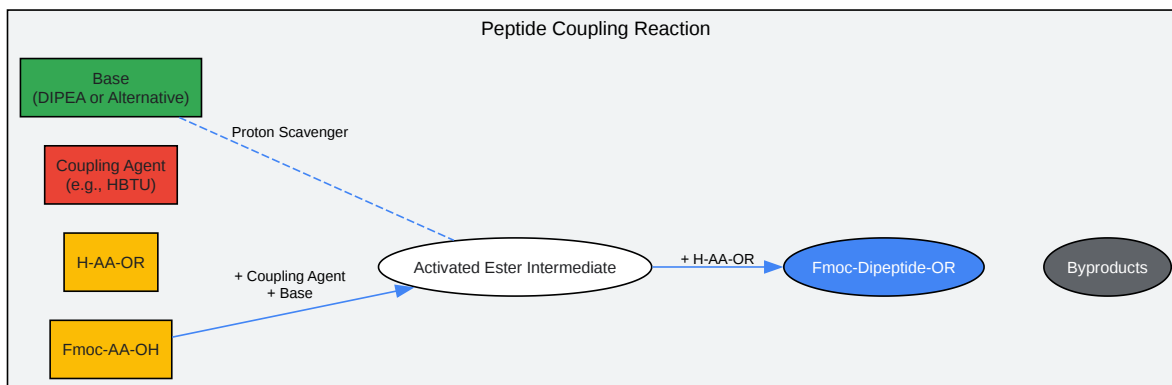 Peptide Coupling Reaction
Base
(DIPEA or Alternative)
Proton Scavenger
Coupling Agent
(e.g., HBTU)
H-AA-OR
+ Coupling Agent
+ Base
Fmoc-AA-OH
Activated Ester Intermediate
+ H-AA-OR
Fmoc-Dipeptide-OR
Byproducts